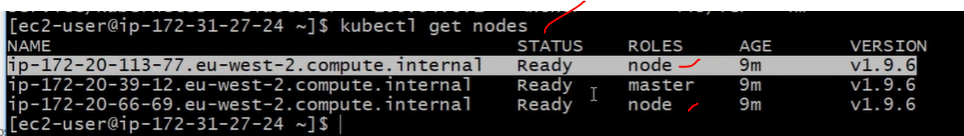 [ec2-user@ip-172-31-27-24 ~]$ kubectl get nodes
NAME STATUS ROLES AGE VERSION
ip-172-20-113-77.eu-west-2.compute.internal Ready node 9m v1.9.6
ip-172-20-39-12.eu-west-2.compute.internal Ready master 9m v1.9.6
ip-172-20-66-69.eu-west-2.compute.internal Ready node 9m v1.9.6
[ec2-user@ip-172-31-27-24 ~]$